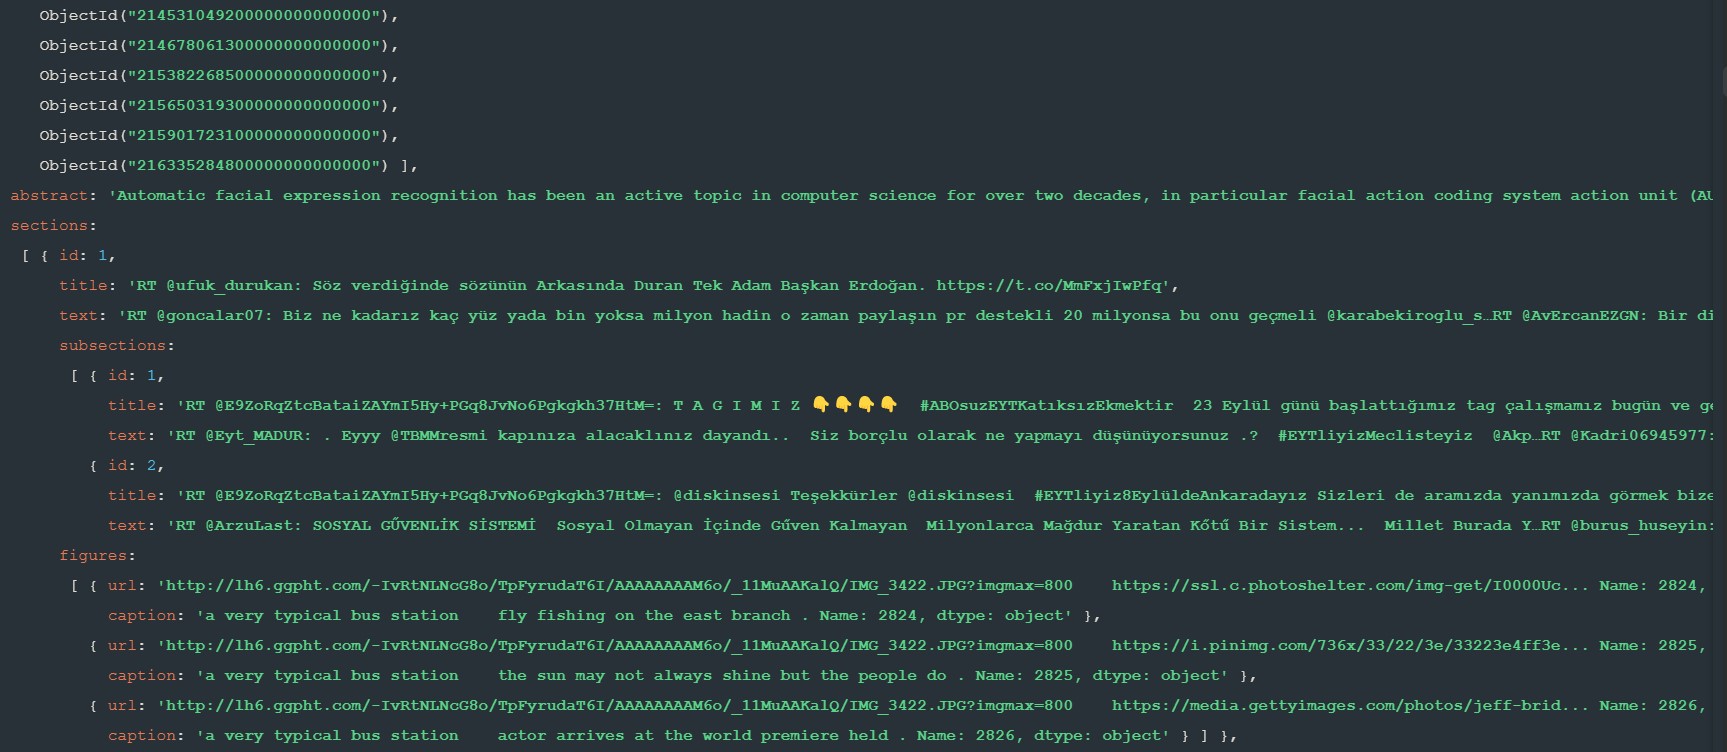 ObjectId("214531049200000000000000"),
ObjectId("214678061300000000000000"),
ObjectId("215382268500000000000000"),
ObjectId("215650319300000000000000"),
ObjectId("215901723100000000000000"),
ObjectId("216335284800000000000000") ],
abstract: 'Automatic facial expression recognition has been an active topic in computer science for over two decades, in particular facial action coding system action unit (AU
sections:
[ { id: 1,
title: 'RT @ufuk_durukan: Söz verdiğinde sözünün Arkasında Duran Tek Adam Başkan Erdoğan. https://t.co/MmFxjIwPfq',
text: 'RT @goncalar07: Biz ne kadarız kaç yüz yada bin yoksa milyon hadin o zaman paylaşın pr destekli 20 milyonsa bu onu geçmeli @karabekiroglu_s…RT @AvErcanEZGN: Bir di
subsections:
[ { id: 1,
title: 'RT @E9ZoRqZtcBataiZAYmI5Hy+PGq8JvNo6Pgkgkh37HtM=: T A G I M I Z 👇👇👇👇 #ABOsuzEYTKatıksızEkmektir 23 Eylül günü başlattığımız tag çalışmamız bugün ve ge
text: 'RT @Eyt_MADUR: . Eyyy @TBMMresmi kapınıza alacaklınız dayandı.. Siz borçlu olarak ne yapmayı düşünüyorsunuz .? #EYTliyizMeclisteyiz @Akp…RT @Kadri06945977:
{ id: 2,
title: 'RT @E9ZoRqZtcBataiZAYmI5Hy+PGq8JvNo6Pgkgkh37HtM=: @diskinsesi Teşekkürler @diskinsesi #EYTliyiz8EylüldeAnkaradayız Sizleri de aramızda yanımızda görmek bize
text: 'RT @ArzuLast: SOSYAL GŰVENLİK SİSTEMİ Sosyal Olmayan İçinde Gűven Kalmayan Milyonlarca Mağdur Yaratan Kőtű Bir Sistem... Millet Burada Y…RT @burus_huseyin:
figures:
[ { url: 'http://lh6.ggpht.com/-IvRtNLNcG8o/TpFyrudaT6I/AAAAAAAAM6o/_11MuAAKalQ/IMG_3422.JPG?imgmax=800 https://ssl.c.photoshelter.com/img-get/I0000Uc... Name: 2824,
caption: 'a very typical bus station fly fishing on the east branch . Name: 2824, dtype: object' },
{ url: 'http://lh6.ggpht.com/-IvRtNLNcG8o/TpFyrudaT6I/AAAAAAAAM6o/_11MuAAKalQ/IMG_3422.JPG?imgmax=800 https://i.pinimg.com/736x/33/22/3e/33223e4ff3e... Name: 2825,
caption: 'a very typical bus station the sun may not always shine but the people do . Name: 2825, dtype: object' },
{ url: 'http://lh6.ggpht.com/-IvRtNLNcG8o/TpFyrudaT6I/AAAAAAAAM6o/_11MuAAKalQ/IMG_3422.JPG?imgmax=800 https://media.gettyimages.com/photos/jeff-brid... Name: 2826,
caption: 'a very typical bus station actor arrives at the world premiere held . Name: 2826, dtype: object' } ] },